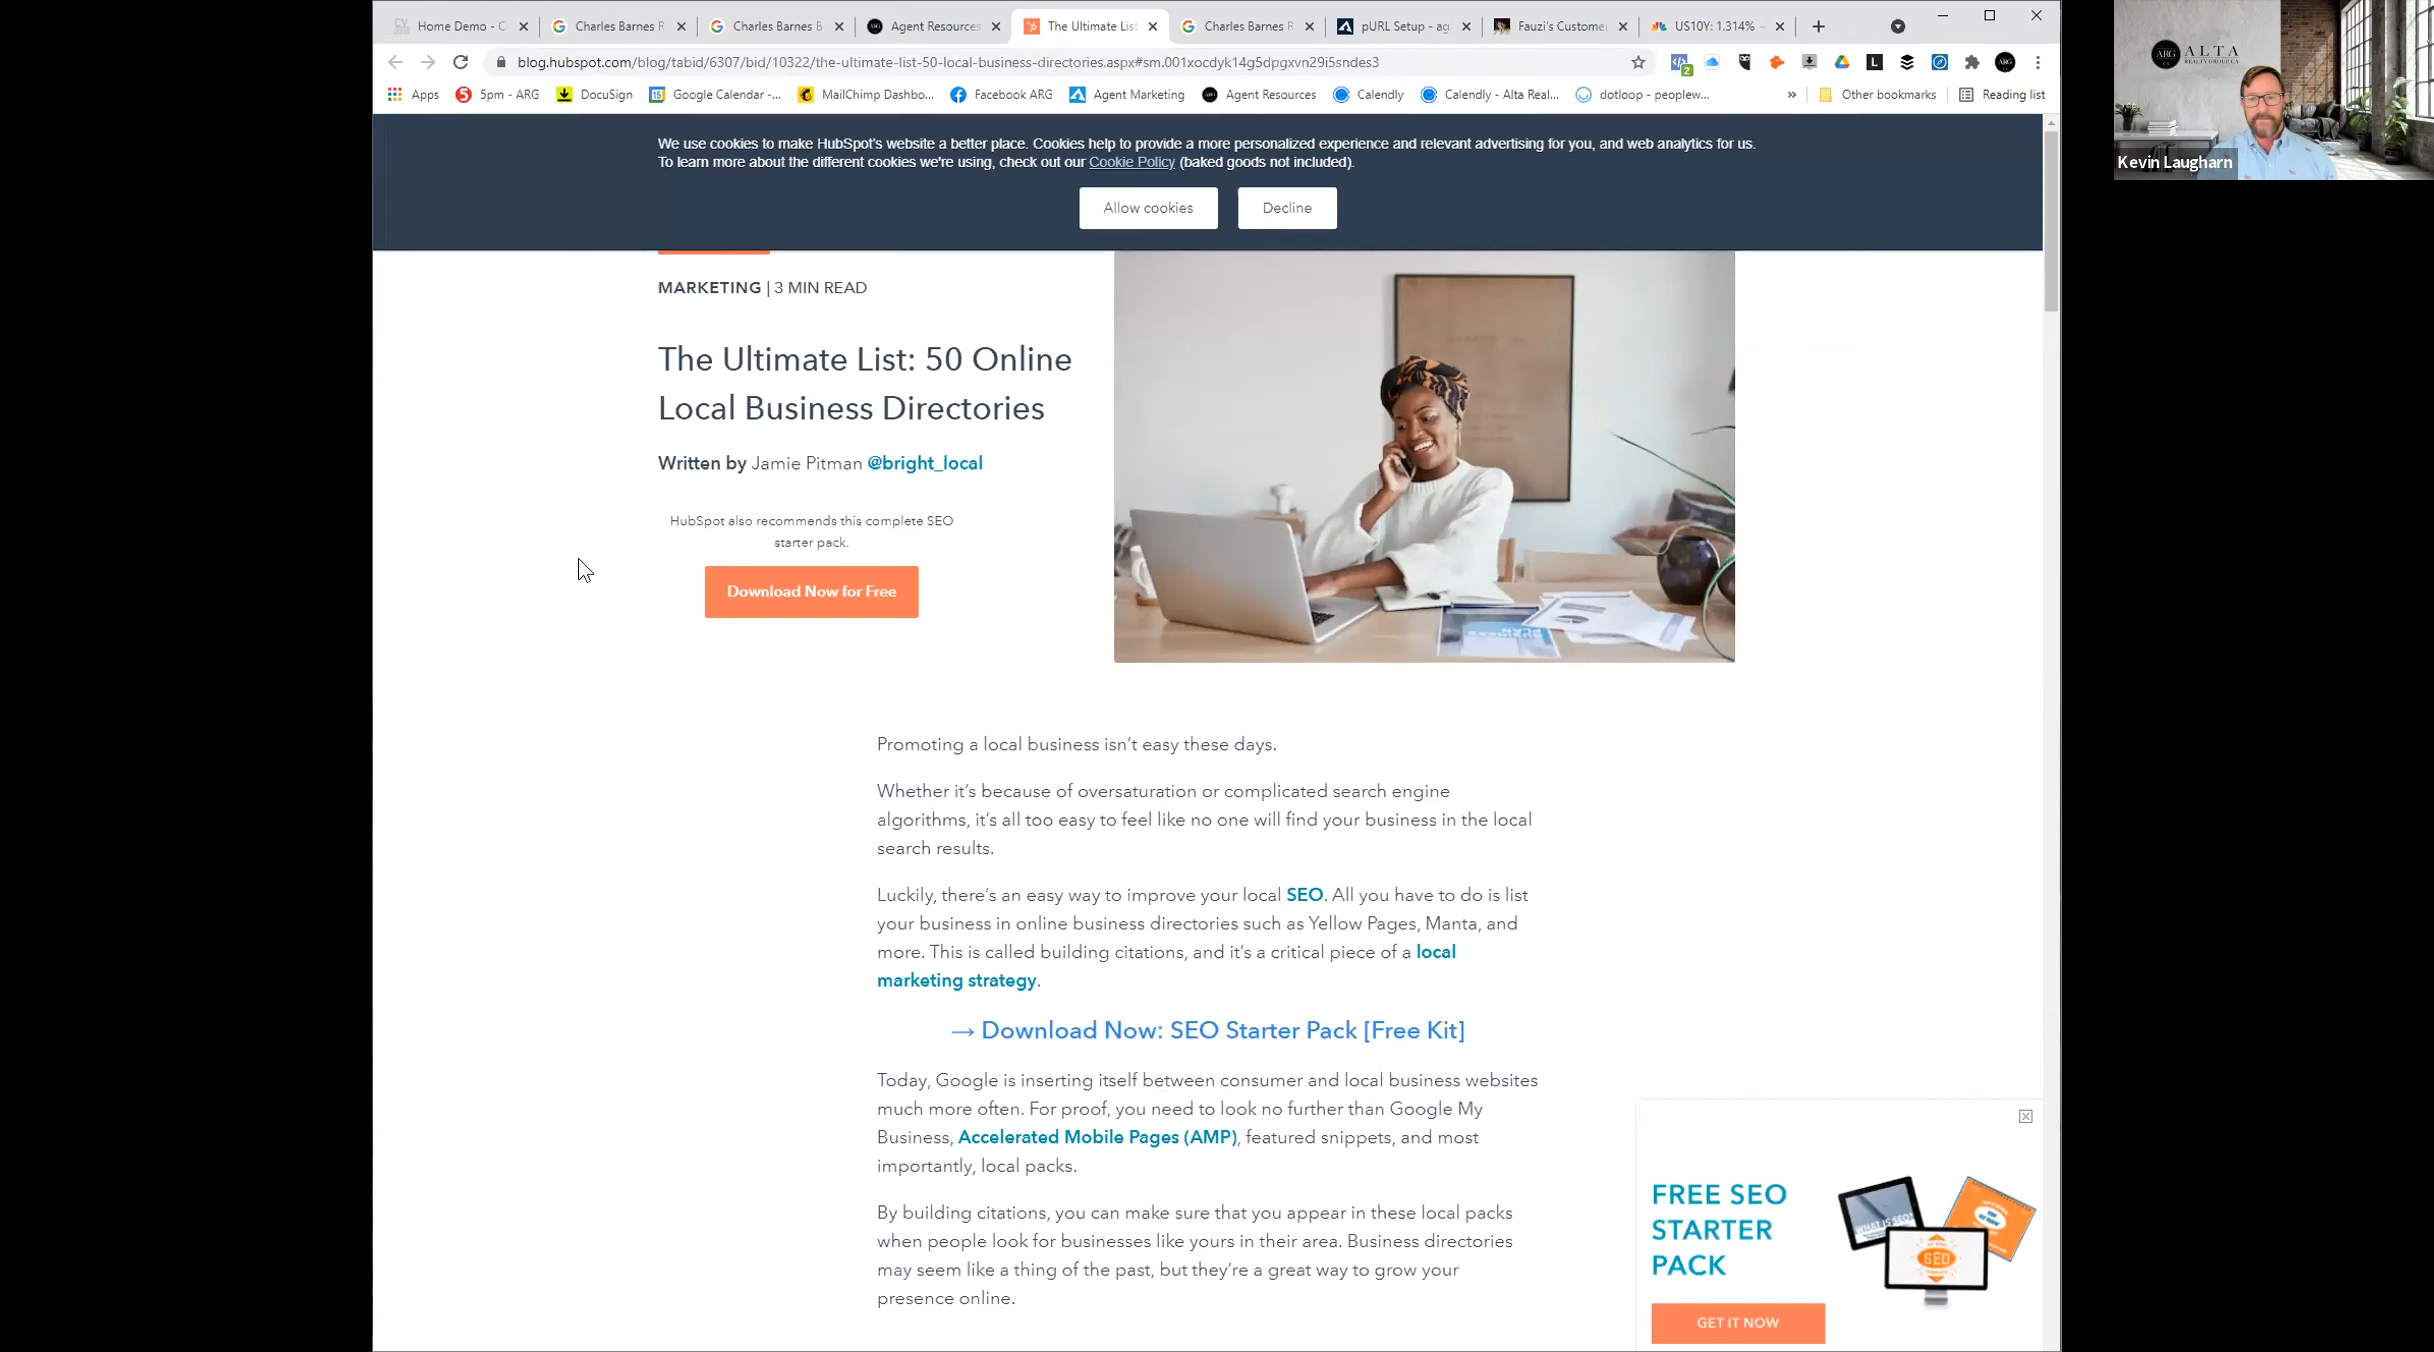 Home Demo - C
Charles Barnes R
Charles Barnes B
Agent Resources
The Ultimate List
Charles Barnes R
pURL Setup - ag
Fauzi's Customer
US10Y: 1.314% -
blog.hubspot.com/blog/tabid/6307/bid/10322/the-ultimate-list-50-local-business-directories.aspx#sm.001xocdyk14g5dpgxvn29i5sndes3
Apps
5pm - ARG
DocuSign
Google Calendar -...
MailChimp Dashbo...
Facebook ARG
Agent Marketing
Agent Resources
Calendly
Calendly - Alta Real...
dotloop - peoplew...
»
Other bookmarks
Reading list
We use cookies to make HubSpot's website a better place. Cookies help to provide a more personalized experience and relevant advertising for you, and web analytics for us.
To learn more about the different cookies we're using, check out our Cookie Policy (baked goods not included).
Allow cookies
Decline
MARKETING | 3 MIN READ
The Ultimate List: 50 Online
Local Business Directories
Written by Jamie Pitman @bright_local
HubSpot also recommends this complete SEO
starter pack.
Download Now for Free
Promoting a local business isn't easy these days.
Whether it's because of oversaturation or complicated search engine
algorithms, it's all too easy to feel like no one will find your business in the local
search results.
Luckily, there's an easy way to improve your local SEO. All you have to do is list
your business in online business directories such as Yellow Pages, Manta, and
more. This is called building citations, and it's a critical piece of a local
marketing strategy.
→ Download Now: SEO Starter Pack [Free Kit]
Today, Google is inserting itself between consumer and local business websites
much more often. For proof, you need to look no further than Google My
Business, Accelerated Mobile Pages (AMP), featured snippets, and most
importantly, local packs.
By building citations, you can make sure that you appear in these local packs
when people look for businesses like yours in their area. Business directories
may seem like a thing of the past, but they're a great way to grow your
presence online.
FREE SEO
STARTER
PACK
GET IT NOW
WHAT IS SEO?
SEO
ARG
ALTA
REALTY GROUP CA
Kevin Laugharn